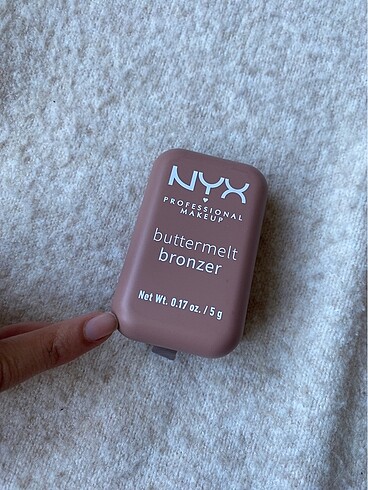 NYX
PROFESSIONAL
MAKEUP
buttermelt
bronzer
Net Wt. 0.17 oz. / 5 g